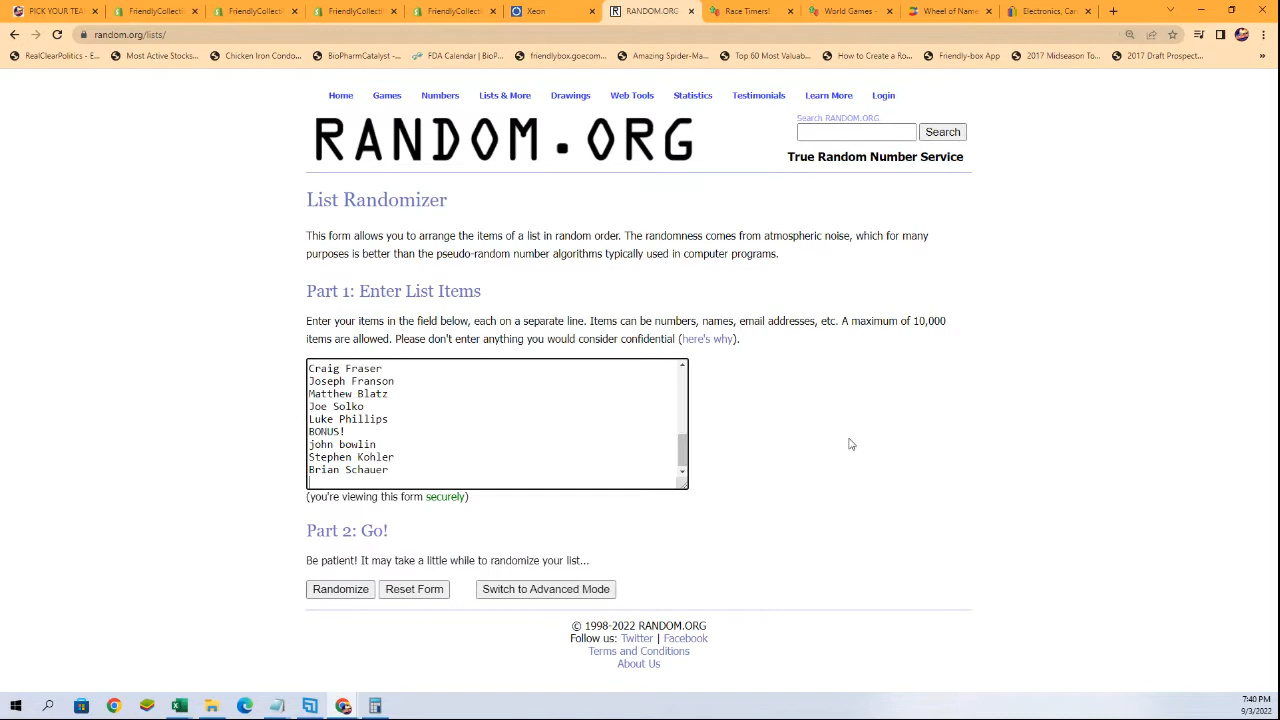 PICK YOUR TEA
FriendlyCollecti
FriendlyCollecti
FriendlyCollecti
FriendlyCollecti
Xeon
RANDOM.ORG
Race Timers!
World Games -
Wheel of Name
Electronics, Car
random.org/lists/
RealClearPolitics - E...
Most Active Stocks...
Chicken Iron Condo...
BioPharmCatalyst -...
FDA Calendar | BioP...
friendlybox.goecom...
Amazing Spider-Ma...
Top 60 Most Valuab...
How to Create a Ro...
Friendly-box App
2017 Midseason To...
2017 Draft Prospect...
»
Home
Games
Numbers
Lists & More
Drawings
Web Tools
Statistics
Testimonials
Learn More
Login
RANDOM.ORG
Search RANDOM.ORG
Search
True Random Number Service
List Randomizer
This form allows you to arrange the items of a list in random order. The randomness comes from atmospheric noise, which for many
purposes is better than the pseudo-random number algorithms typically used in computer programs.
Part 1: Enter List Items
Enter your items in the field below, each on a separate line. Items can be numbers, names, email addresses, etc. A maximum of 10,000
items are allowed. Please don't enter anything you would consider confidential (here's why).
Craig Fraser
Joseph Franson
Matthew Blatz
Joe Solko
Luke Phillips
BONUS!
john bowlin
Stephen Kohler
Brian Schauer
(you're viewing this form securely)
Part 2: Go!
Be patient! It may take a little while to randomize your list...
Randomize
Reset Form
Switch to Advanced Mode
© 1998-2022 RANDOM.ORG
Follow us: Twitter | Facebook
Terms and Conditions
About Us
7:40 PM
9/3/2022